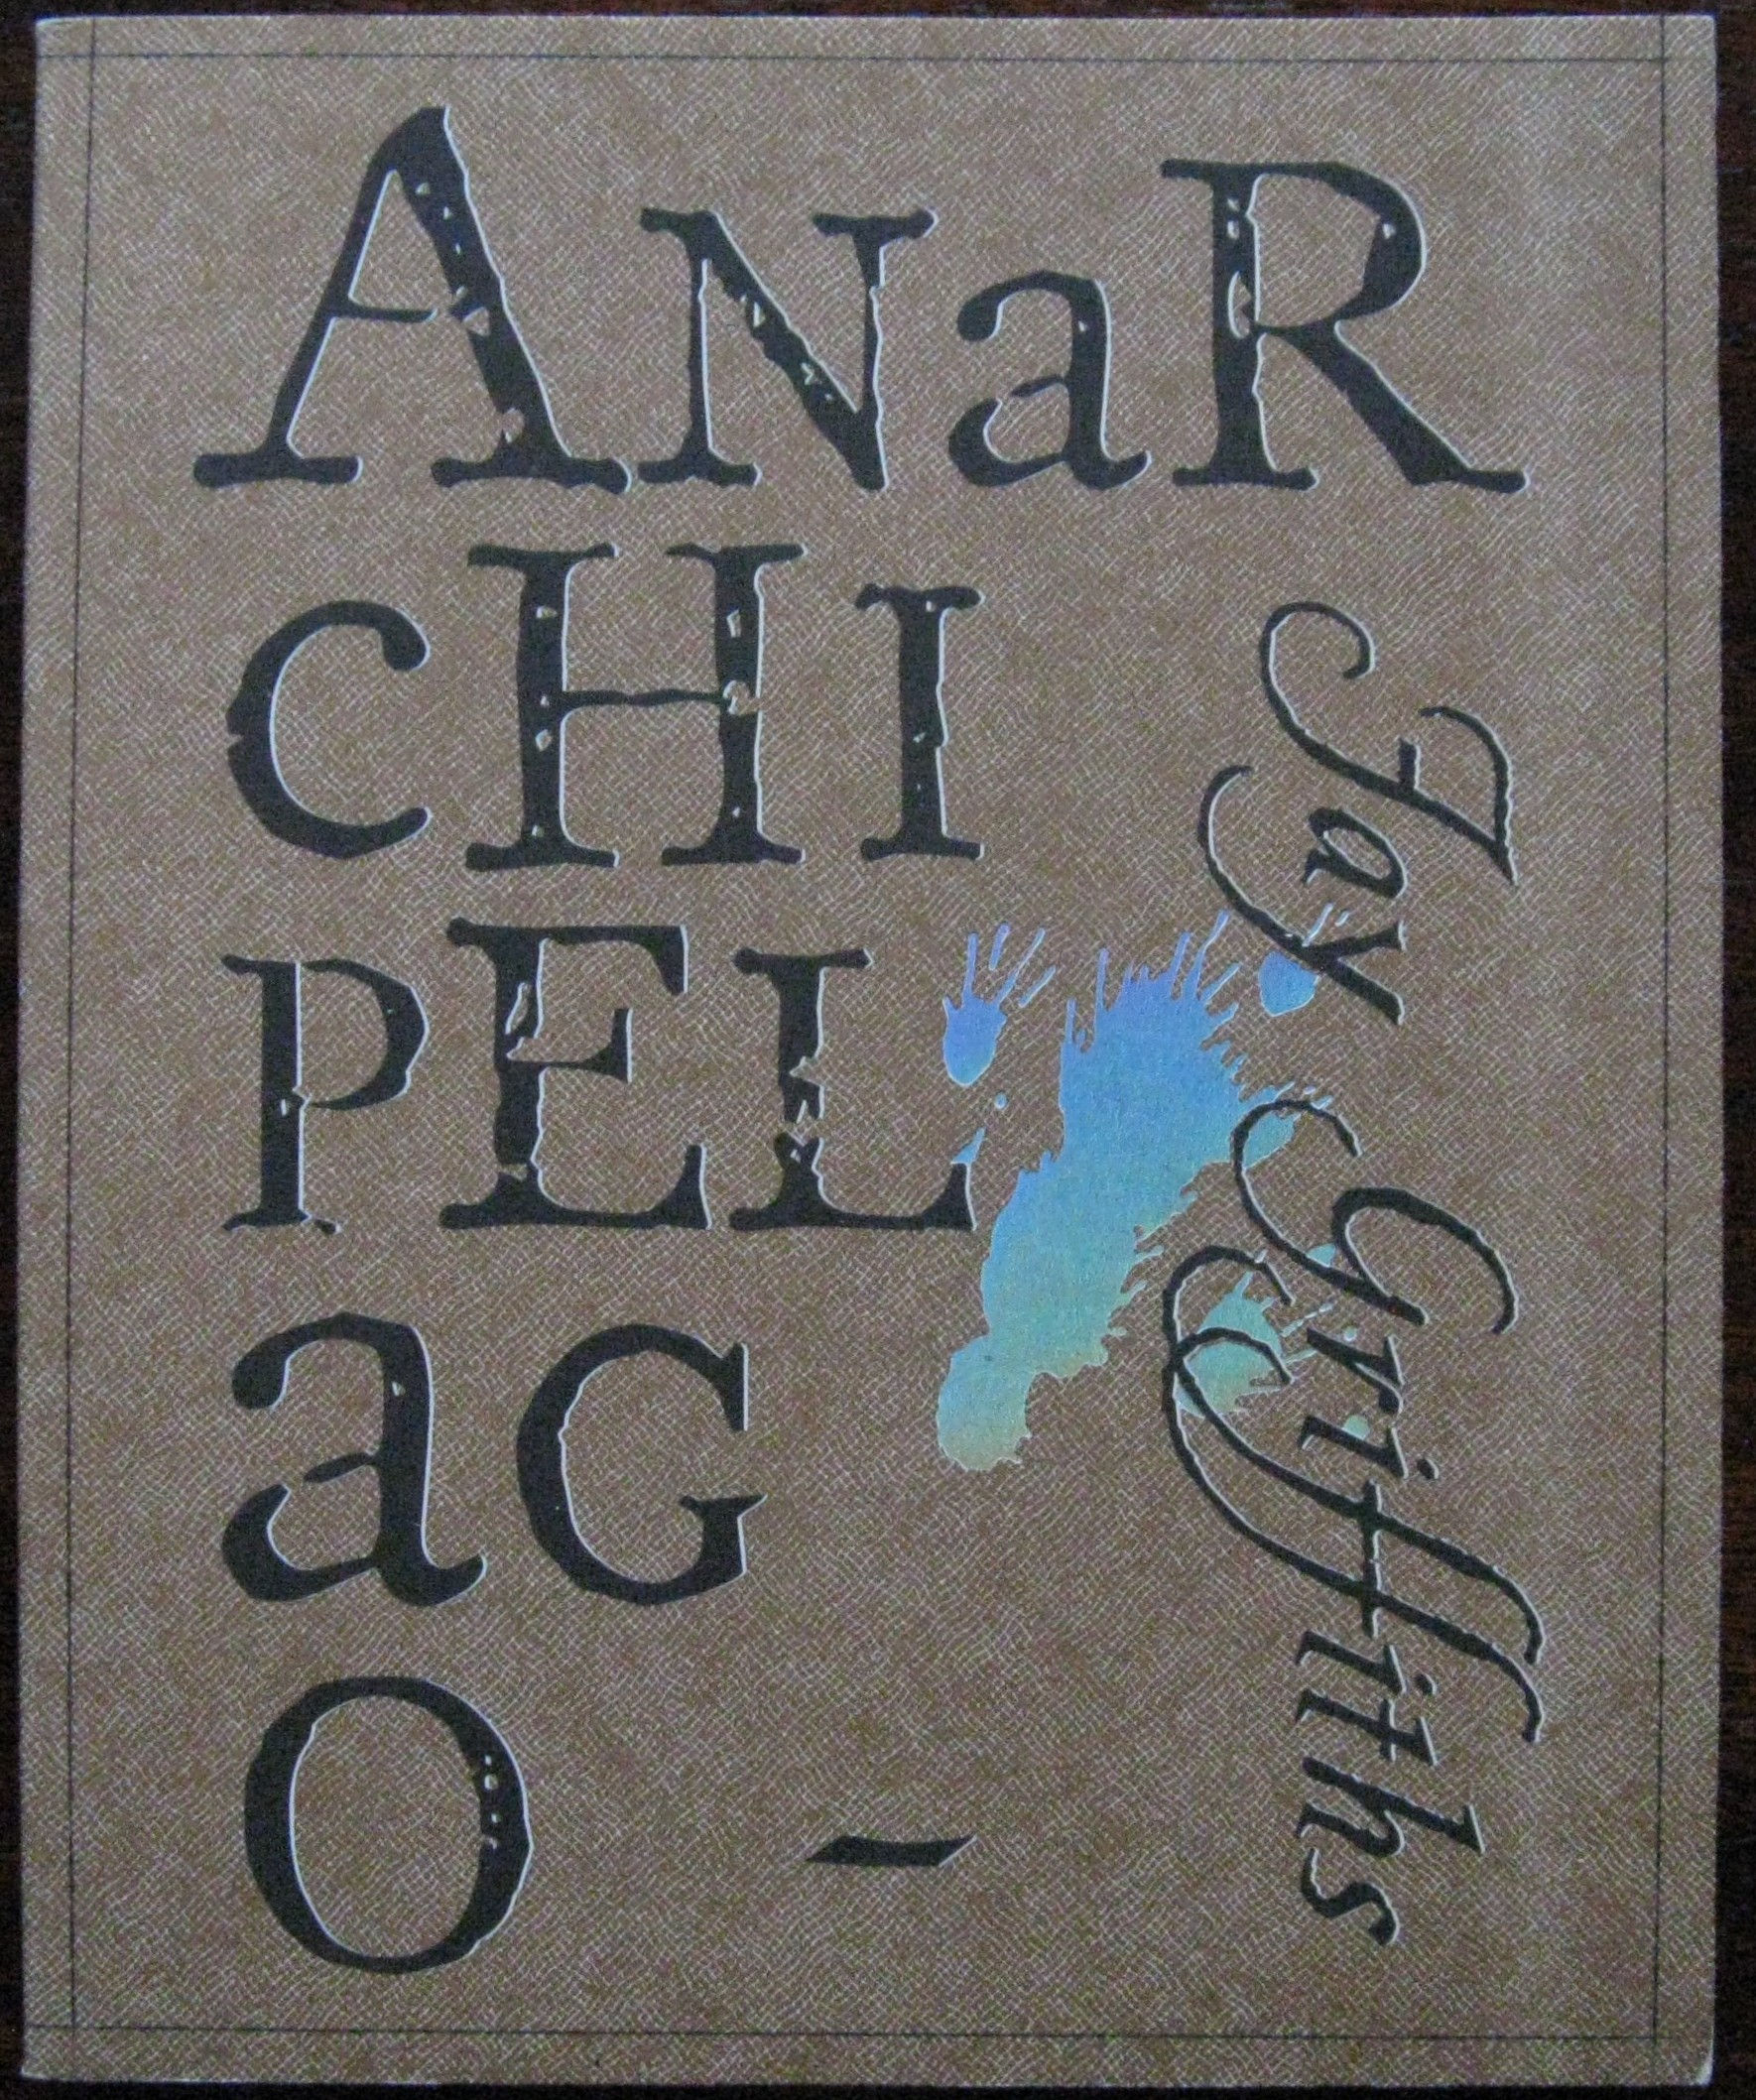 ANaR
cHI
PEL
aG
O -
Jay Griffiths